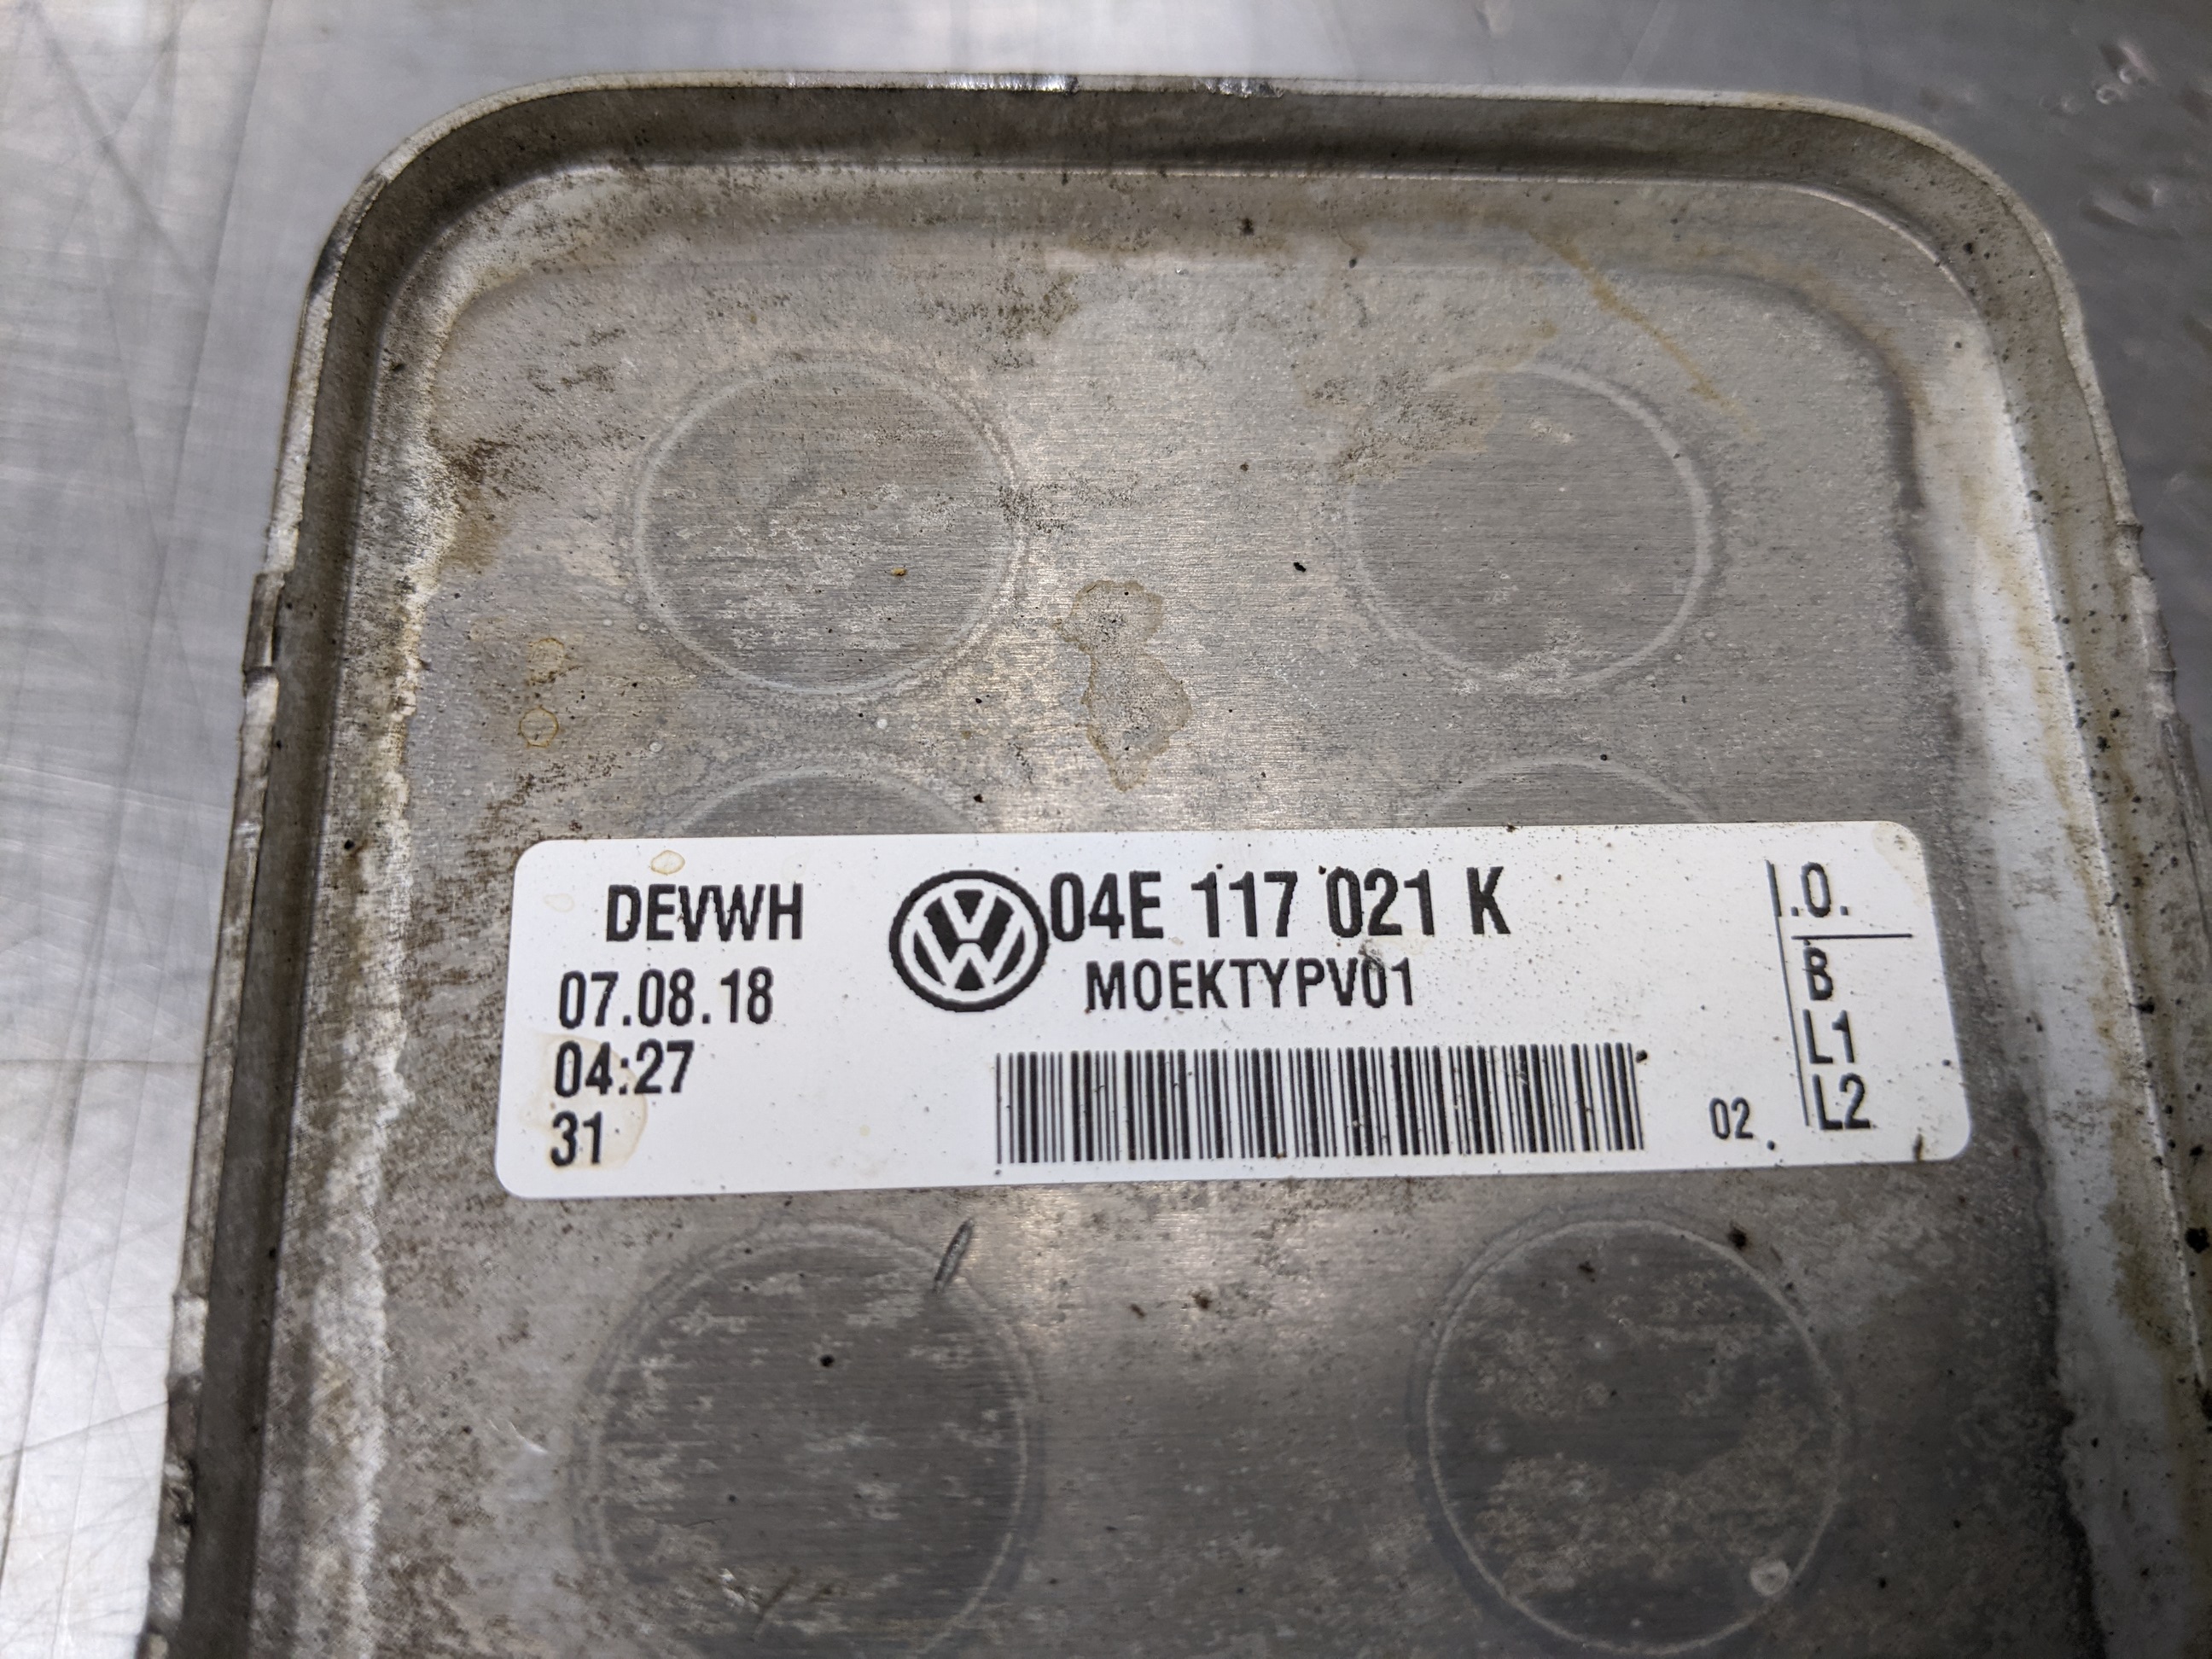 DEVWH
07.08.18
04:27
31
04E 117 021 K
MOEKTYPV01
02.
I.O.
B
L1
L2